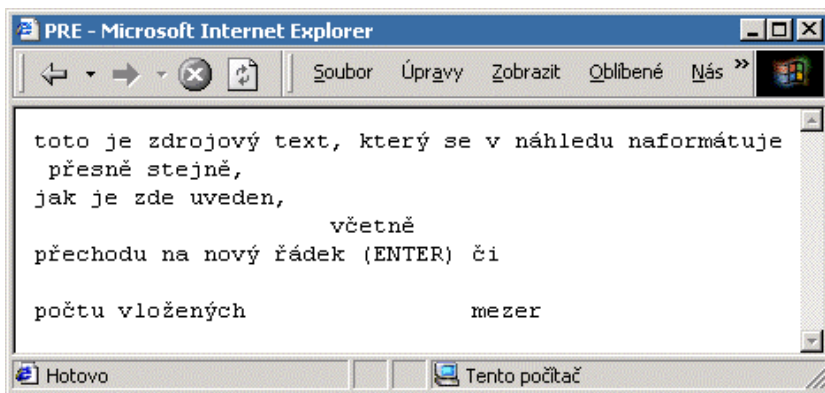 PRE - Microsoft Internet Explorer
Soubor Úpravy Zobrazit Oblíbené Nás »
toto je zdrojový text, který se v náhledu naformátuje
 přesně stejně,
jak je zde uveden,
                    včetně
přechodu na nový řádek (ENTER) či
počtu vložených                mezer
Hotovo Tento počítač